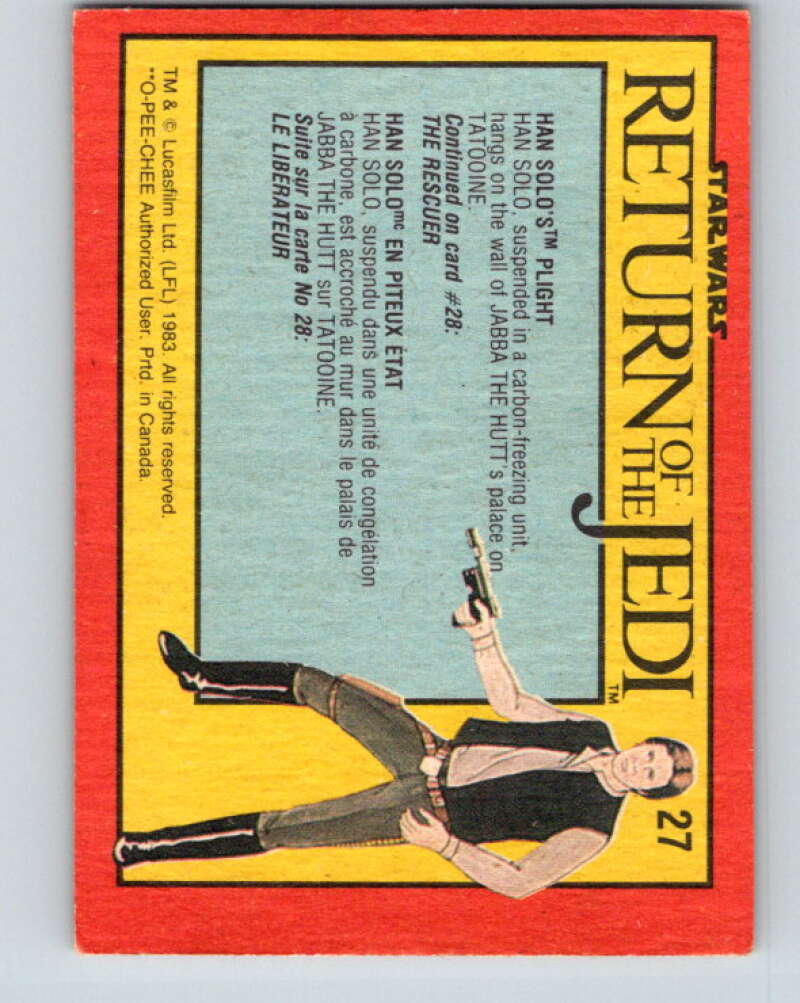 STAR WARS
RETURN OF THE JEDI™
27
HAN SOLO'S™ PLIGHT
HAN SOLO, suspended in a carbon-freezing unit,
hangs on the wall of JABBA THE HUTT's palace on
TATOOINE.
Continued on card #28:
THE RESCUER
HAN SOLOmc EN PITEUX ÉTAT
HAN SOLO, suspendu dans une unité de congélation
à carbone, est accroché au mur dans le palais de
JABBA THE HUTT sur TATOOINE.
Suite sur la carte No 28:
LE LIBERATEUR
TM & © Lucasfilm Ltd. (LFL) 1983. All rights reserved.
**O-PEE-CHEE Authorized User. Prtd. in Canada.